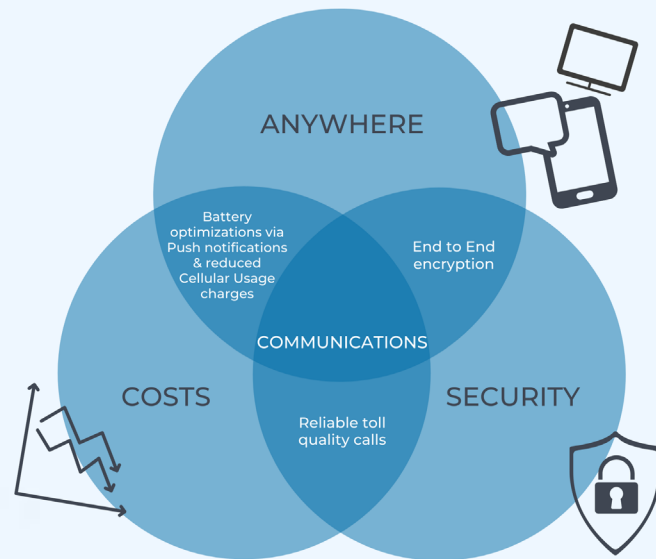 ANYWHERE
Battery
optimizations via
Push notifications
& reduced
Cellular Usage
charges
End to End
encryption
COMMUNICATIONS
COSTS
SECURITY
Reliable toll
quality calls